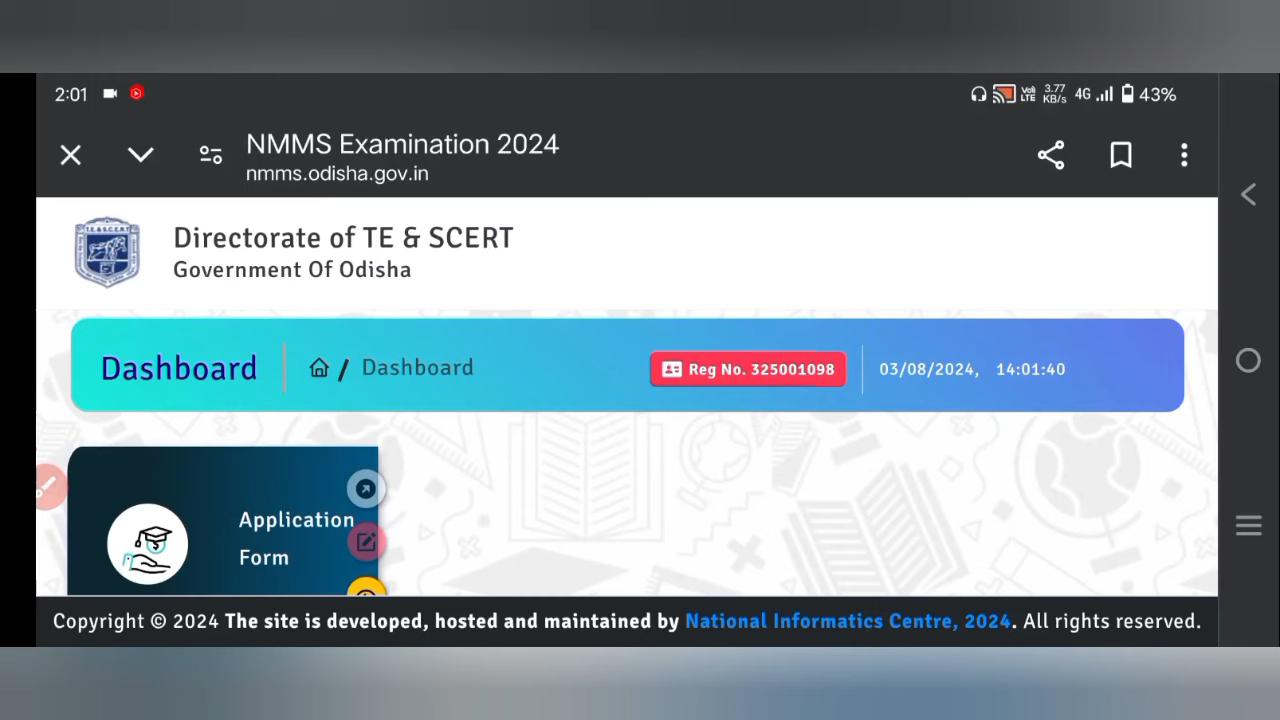 2:01
3.77 KB/s 4G 43%
NMMS Examination 2024
nmms.odisha.gov.in
Directorate of TE & SCERT
Government Of Odisha
Dashboard / Dashboard Reg No. 325001098 03/08/2024, 14:01:40
Application
Form
Copyright © 2024 The site is developed, hosted and maintained by National Informatics Centre, 2024. All rights reserved.